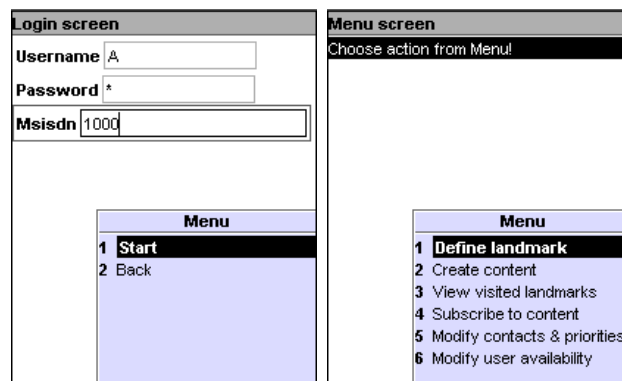 Login screen
Username A
Password *
Msisdn 1000
Menu
1 Start
2 Back
Menu screen
Choose action from Menu!
Menu
1 Define landmark
2 Create content
3 View visited landmarks
4 Subscribe to content
5 Modify contacts & priorities
6 Modify user availability